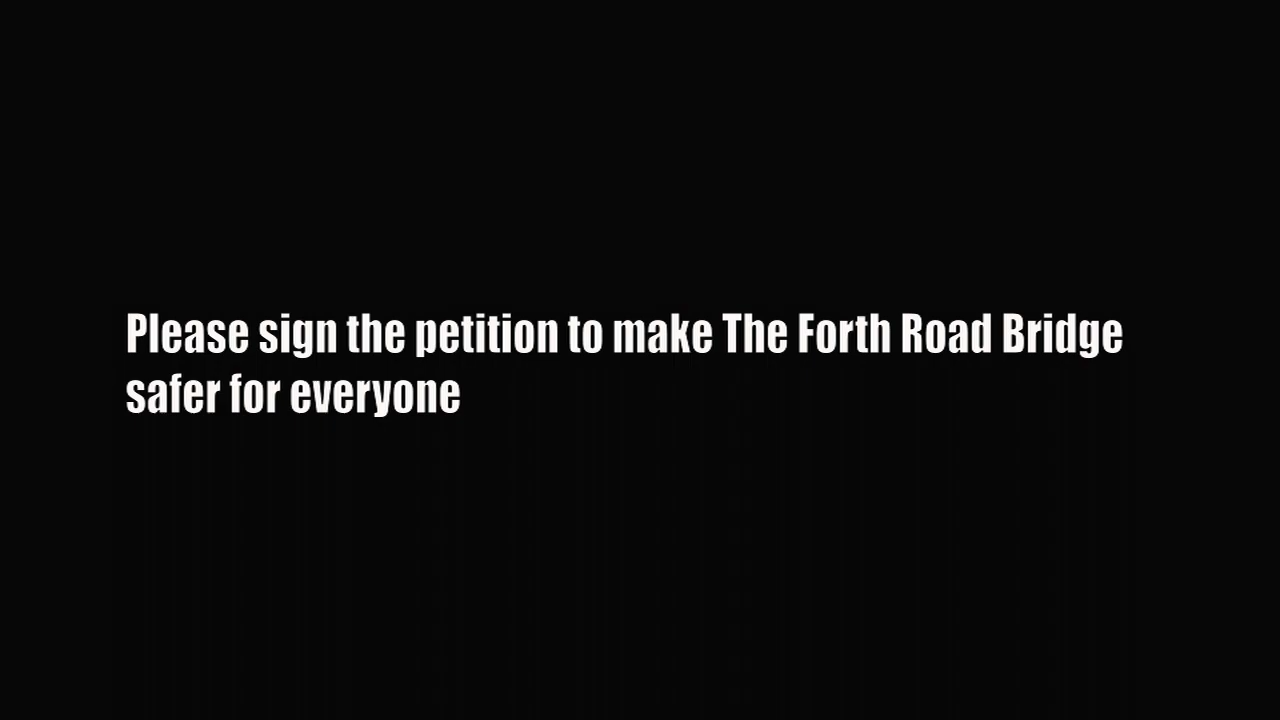 Please sign the petition to make The Forth Road Bridge
safer for everyone